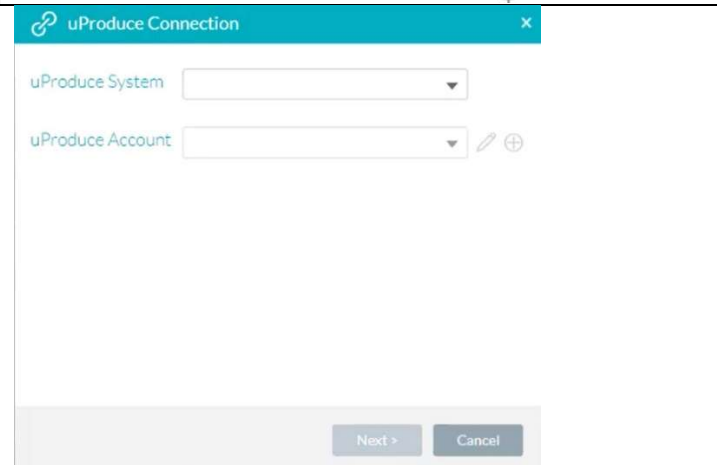 uProduce Connection
uProduce System
uProduce Account
Next >
Cancel